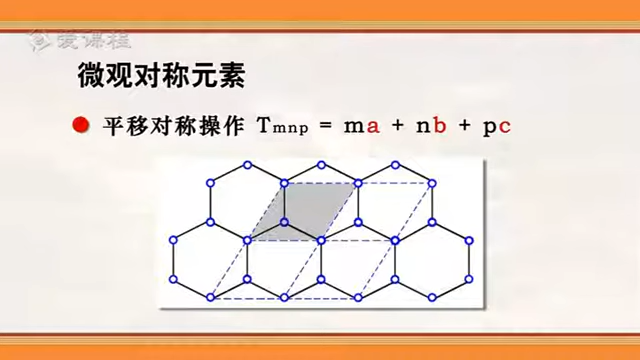 爱课程
微观对称元素
平移对称操作 Tmnp = ma + nb + pc